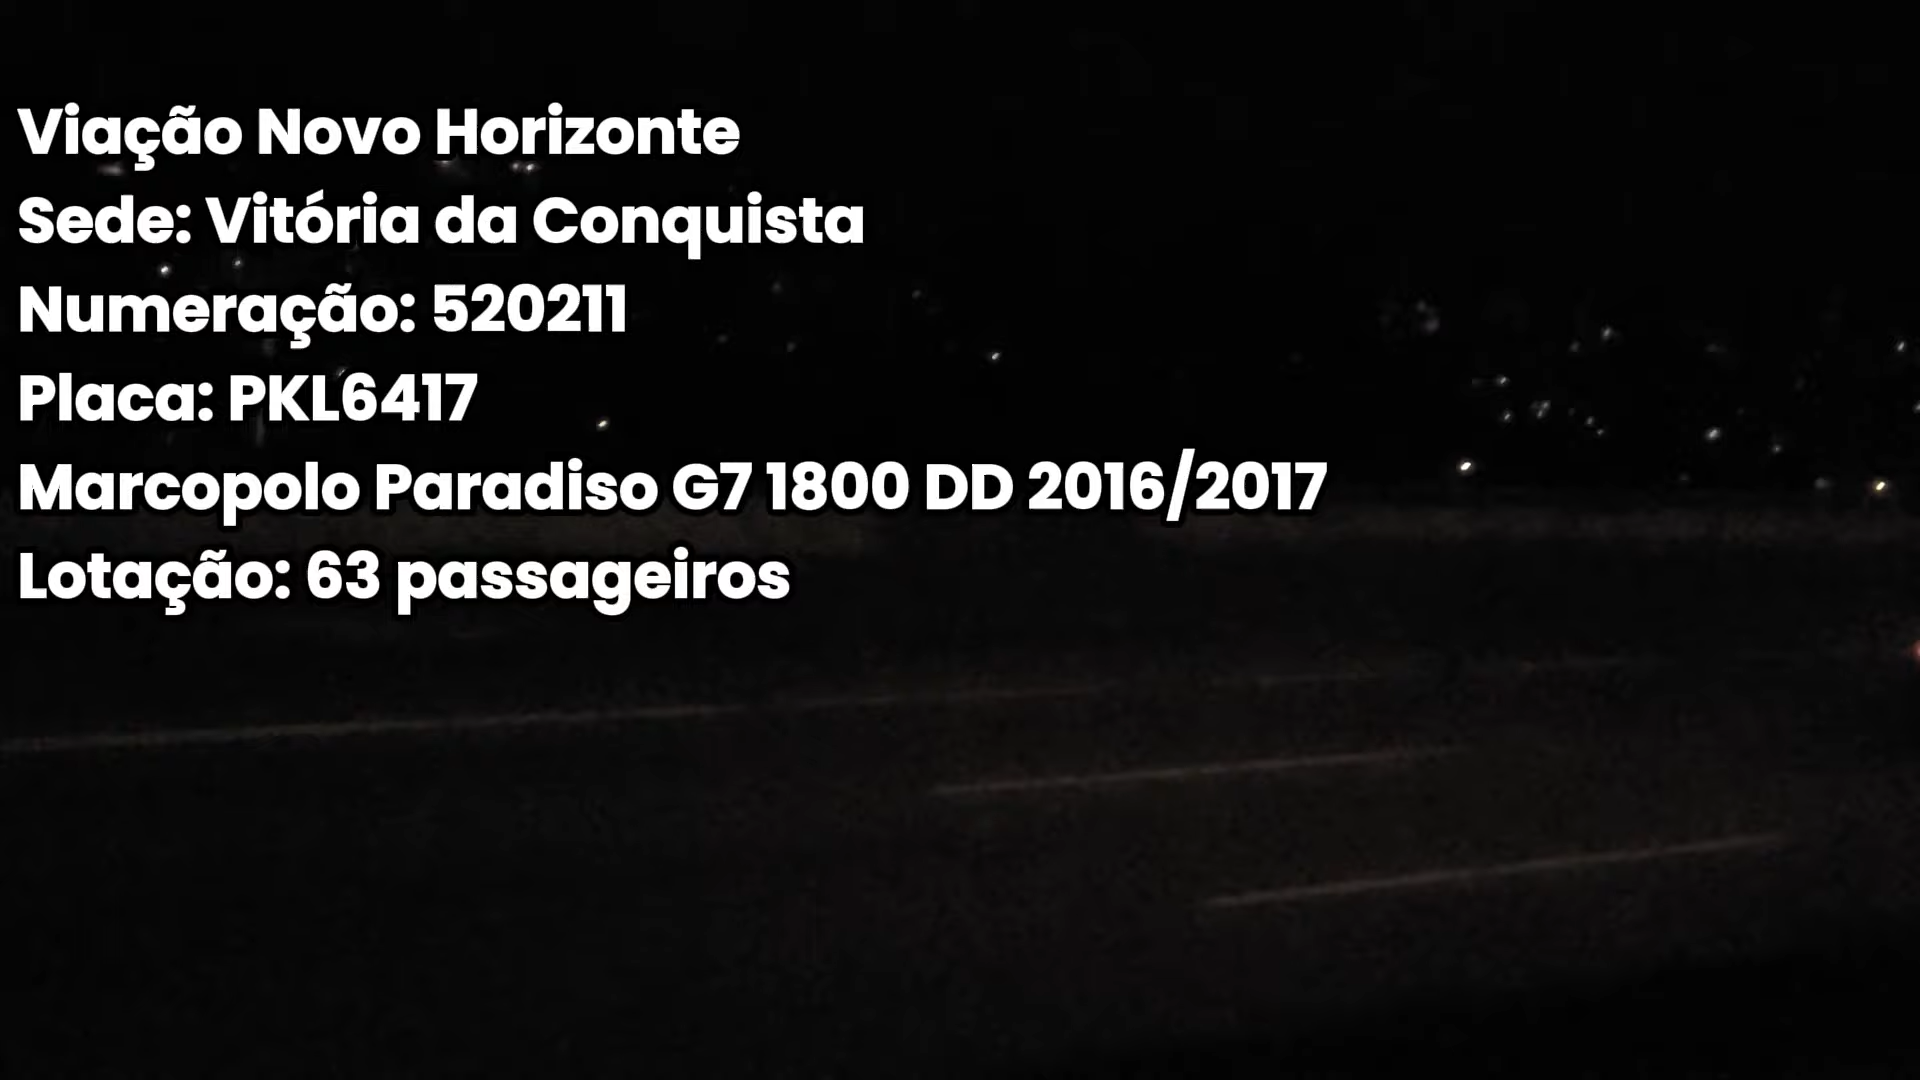 Viação Novo Horizonte
Sede: Vitória da Conquista
Numeração: 520211
Placa: PKL6417
Marcopolo Paradiso G7 1800 DD 2016/2017
Lotação: 63 passageiros